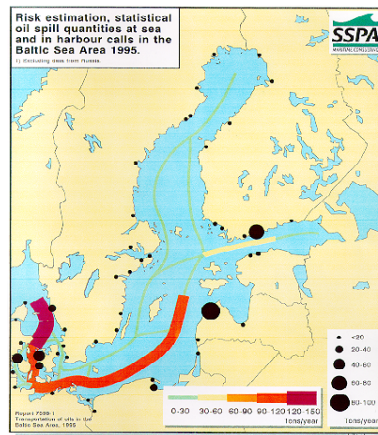 Risk estimation, statistical
oil spill quantities at sea
and in harbour calls in the
Baltic Sea Area 1995.
1) Excluding data from Russia.
SSPA
MARITIME CONSULTING
<20
20-40
40-60
60-80
80-100
Tons/year
0-30 30-60 60-90 90-120 120-150
Tons/year
Report 7596-1
Transportation of oils in the
Baltic Sea Area, 1995